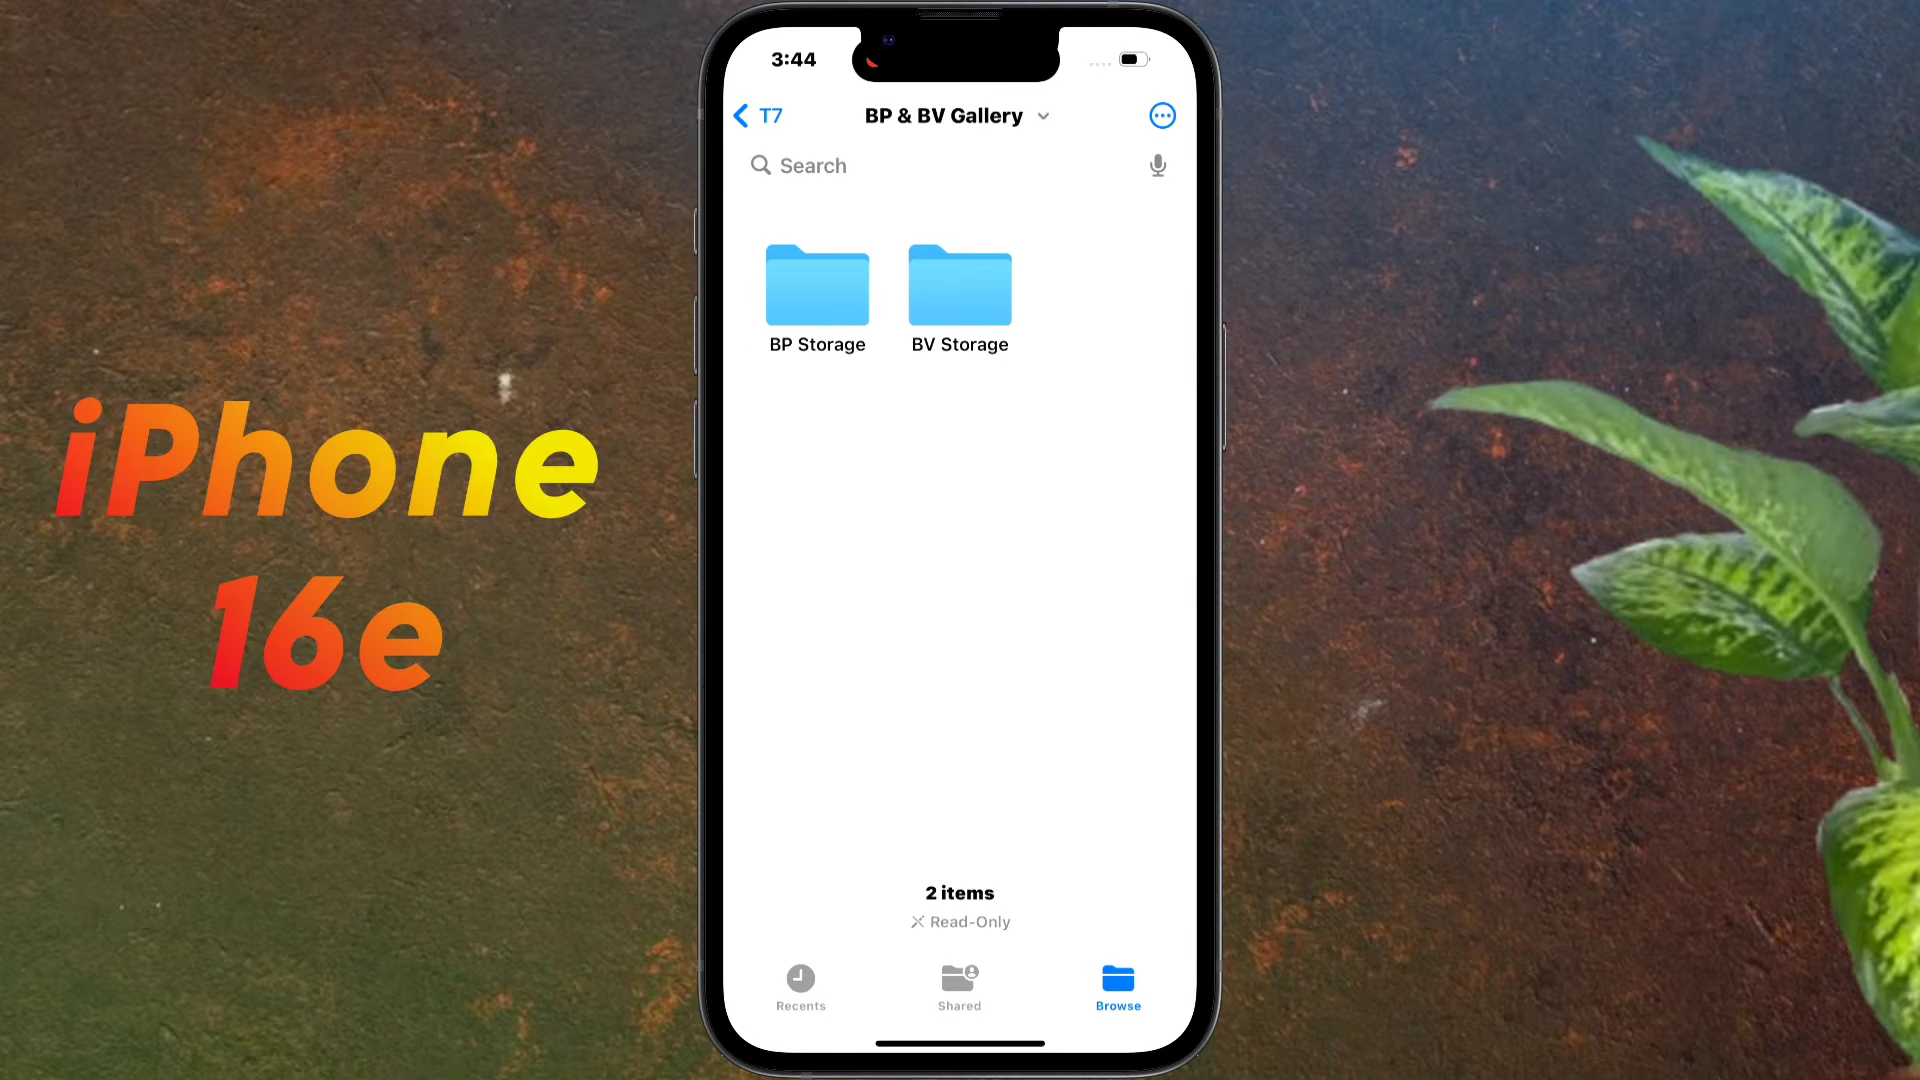 iPhone
16e
3:44
T7
BP & BV Gallery
Search
BP Storage
BV Storage
2 items
Read-Only
Recents
Shared
Browse